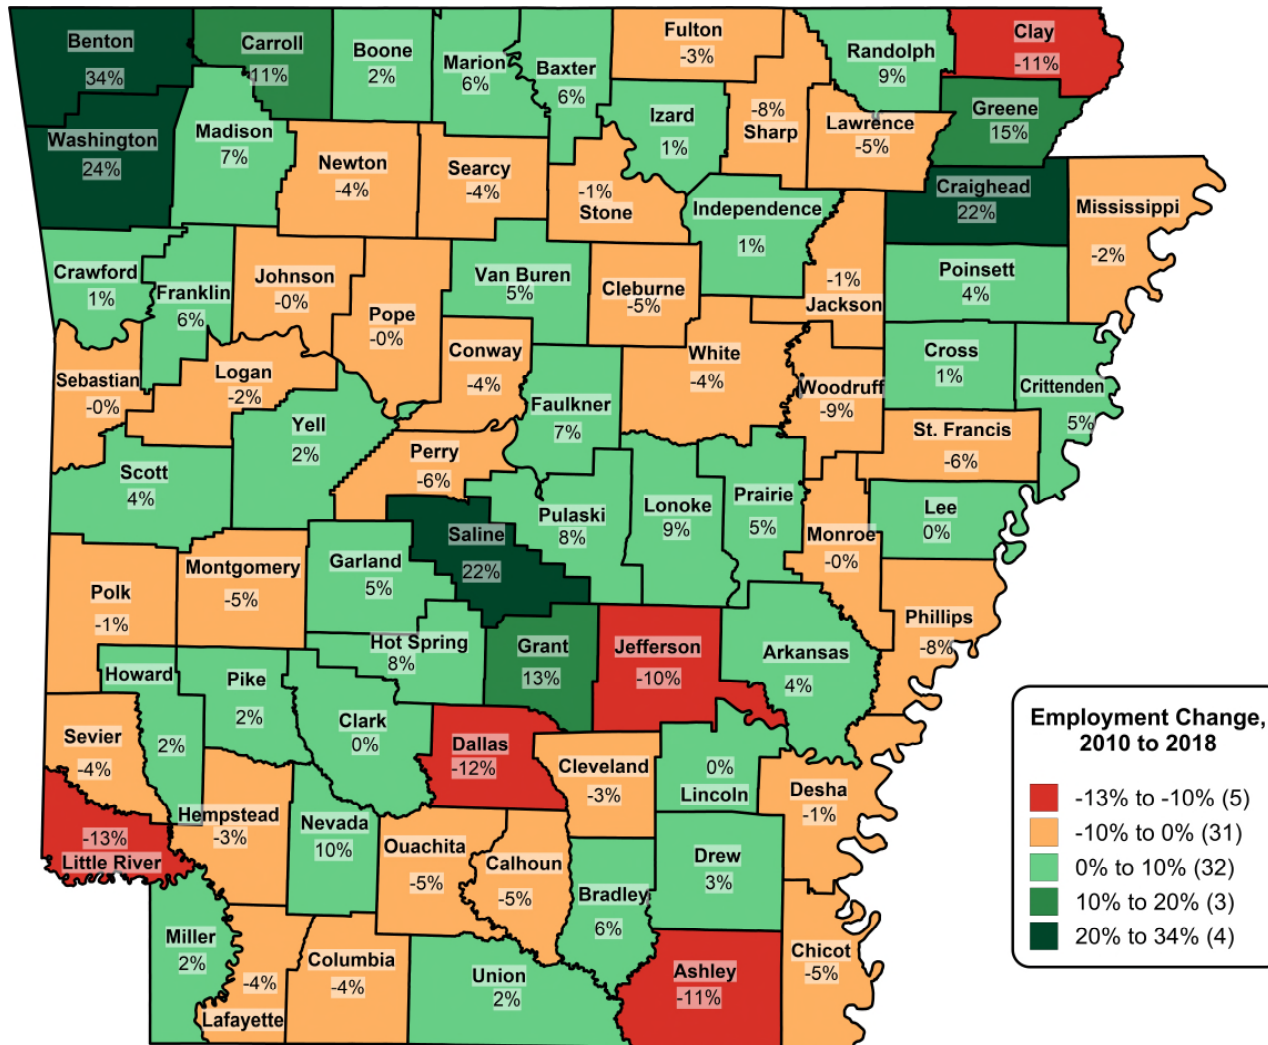 Benton
34%
Carroll
11%
Boone
2%
Marion
6%
Baxter
6%
Fulton
-3%
Randolph
9%
Clay
-11%
Washington
24%
Madison
7%
Newton
-4%
Searcy
-4%
-1%
Stone
Izard
1%
-8%
Sharp
Lawrence
-5%
Greene
15%
Craighead
22%
Mississippi
-2%
Independence
1%
-1%
Jackson
Poinsett
4%
Crawford
1%
Franklin
6%
Johnson
-0%
Pope
-0%
Van Buren
5%
Cleburne
-5%
Conway
-4%
White
-4%
Woodruff
-9%
Cross
1%
Crittenden
5%
Sebastian
-0%
Logan
-2%
Yell
2%
Faulkner
7%
St. Francis
-6%
Scott
4%
Perry
-6%
Saline
22%
Pulaski
8%
Lonoke
9%
Prairie
5%
Monroe
-0%
Lee
0%
Polk
-1%
Montgomery
-5%
Garland
5%
Hot Spring
8%
Grant
13%
Jefferson
-10%
Arkansas
4%
Phillips
-8%
Howard
2%
Pike
2%
Clark
0%
Dallas
-12%
Cleveland
-3%
0%
Lincoln
Desha
-1%
Sevier
-4%
-13%
Little River
Hempstead
-3%
Nevada
10%
Ouachita
-5%
Calhoun
-5%
Bradley
6%
Drew
3%
Miller
2%
-4%
Lafayette
Columbia
-4%
Union
2%
Ashley
-11%
Chicot
-5%
Employment Change,
2010 to 2018
-13% to -10% (5)
-10% to 0% (31)
0% to 10% (32)
10% to 20% (3)
20% to 34% (4)